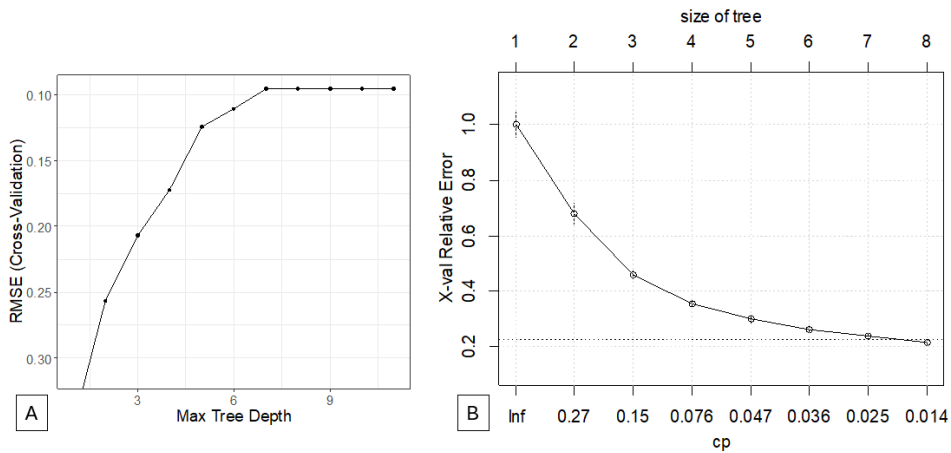 RMSE (Cross-Validation)
0.10
0.15
0.20
0.25
0.30
3 6 9
Max Tree Depth
A
size of tree
1 2 3 4 5 6 7 8
X-val Relative Error
1.0
0.8
0.6
0.4
0.2
Inf 0.27 0.15 0.076 0.047 0.036 0.025 0.014
cp
B